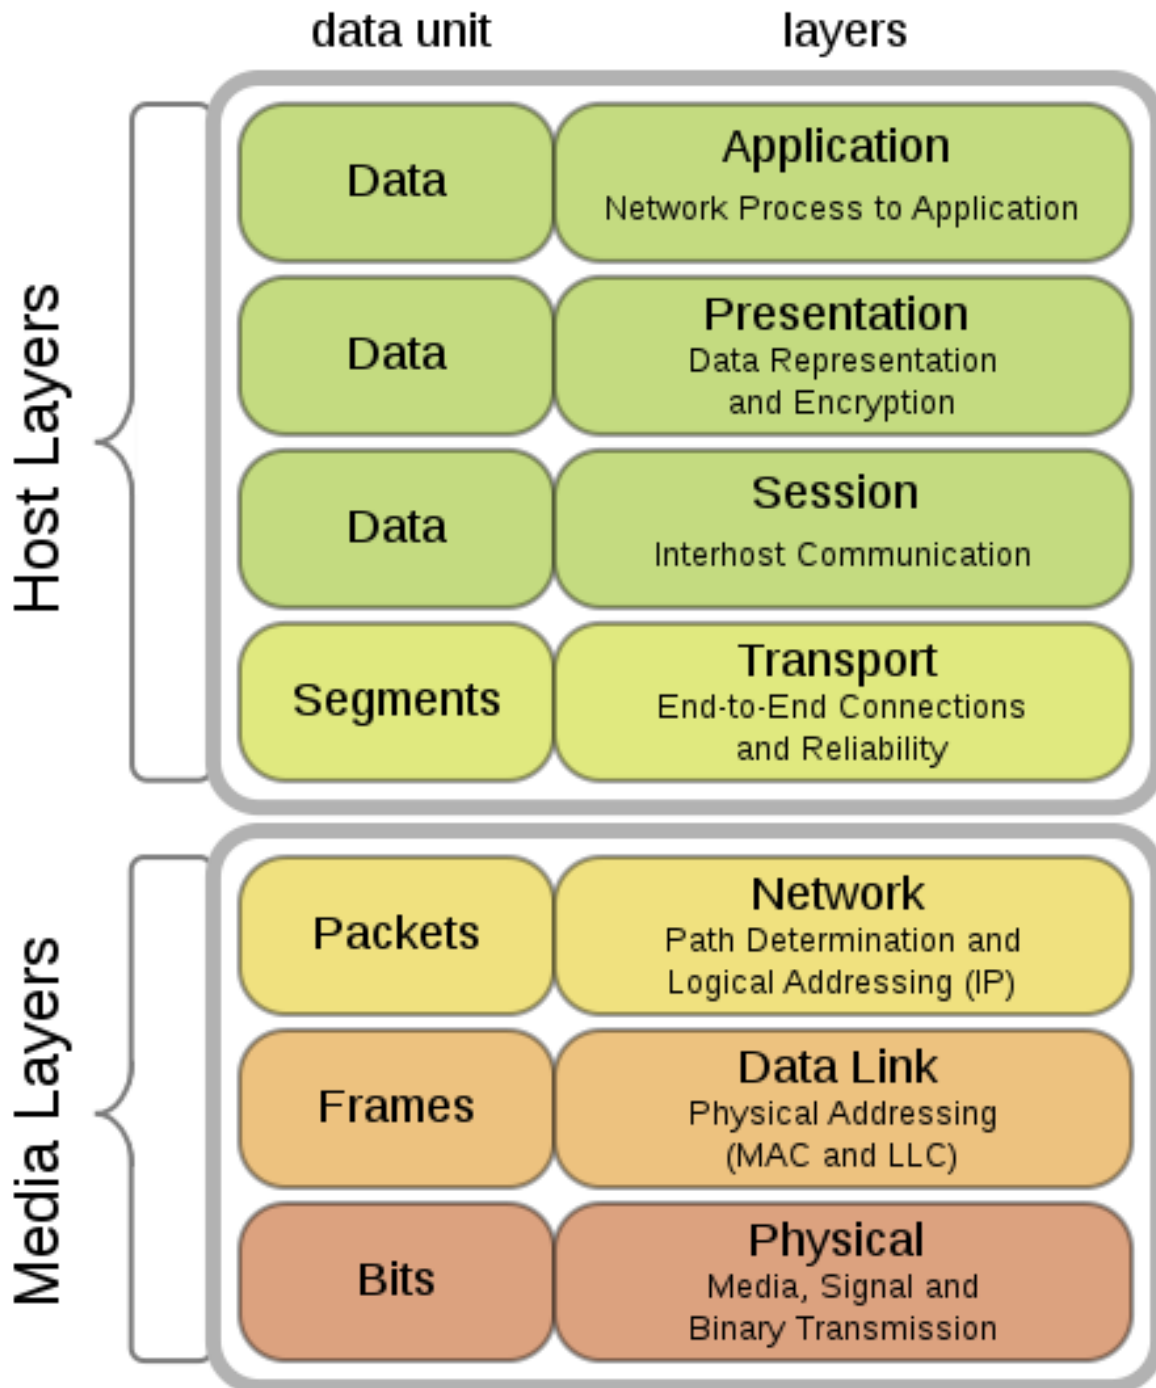 data unit
layers
Host Layers
Data
Application
Network Process to Application
Data
Presentation
Data Representation
and Encryption
Data
Session
Interhost Communication
Segments
Transport
End-to-End Connections
and Reliability
Media Layers
Packets
Network
Path Determination and
Logical Addressing (IP)
Frames
Data Link
Physical Addressing
(MAC and LLC)
Bits
Physical
Media, Signal and
Binary Transmission